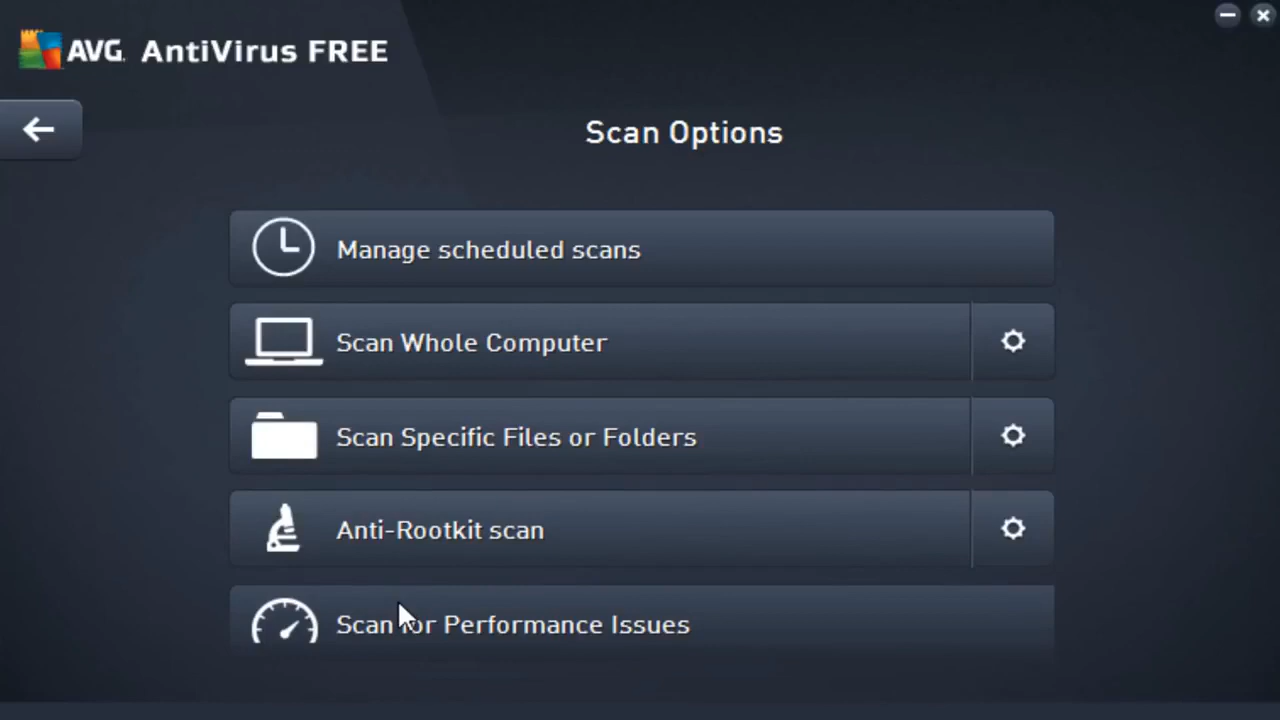 AVG. AntiVirus FREE
Scan Options
Manage scheduled scans
Scan Whole Computer
Scan Specific Files or Folders
Anti-Rootkit scan
Scan for Performance Issues